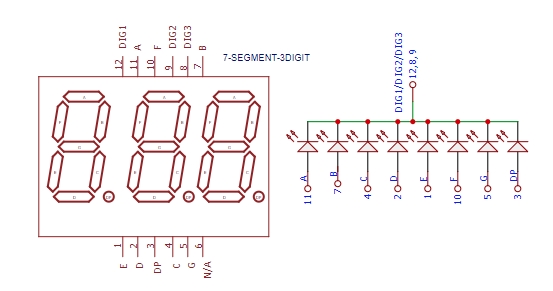 DIG1
A
F
DIG2
DIG3
B
12
11
10
9
8
7
7-SEGMENT-3DIGIT
A
F
B
G
E
C
D
DP
A
F
B
G
E
C
D
DP
A
F
B
G
E
C
D
DP
1
2
3
4
5
6
E
D
DP
C
G
N/A
DIG1/DIG2/DIG3
12,8,9
A
B
C
D
E
F
G
DP
11
7
4
2
1
10
5
3